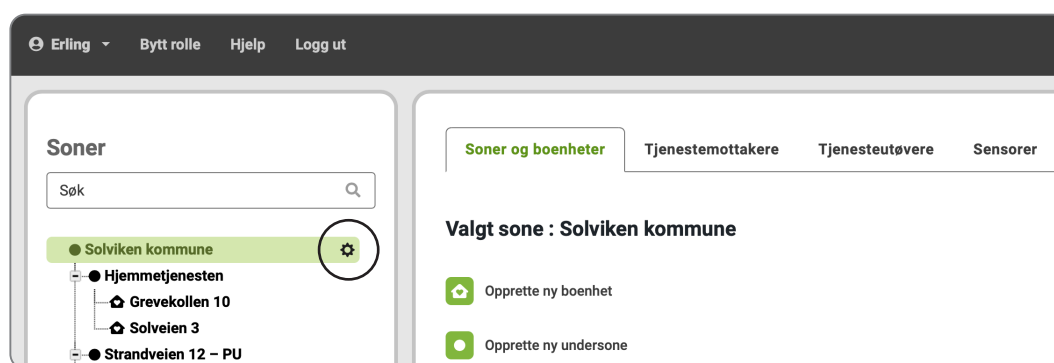 Erling Bytt rolle Hjelp Logg ut
Soner
Søk
Solviken kommune
Hjemmetjenesten
Grevekollen 10
Solveien 3
Strandveien 12 – PU
Soner og boenheter Tjenestemottakere Tjenesteutøvere Sensorer
Valgt sone : Solviken kommune
Opprette ny boenhet
Opprette ny undersone